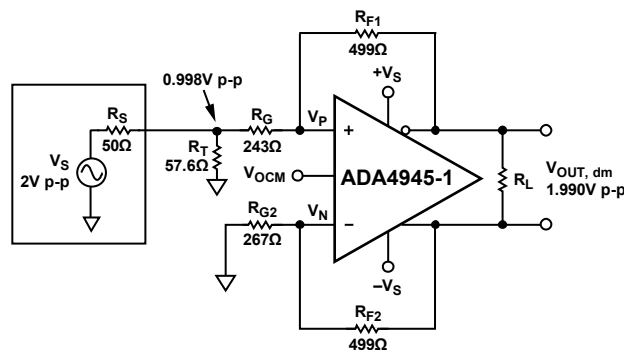 RF1
499Ω
0.998V p-p
+VS
RS
50Ω
RG
243Ω
VP
+
RT
57.6Ω
VS
2V p-p
VOCM
ADA4945-1
RL
VOUT, dm
1.990V p-p
RG2
267Ω
VN
–
–VS
RF2
499Ω